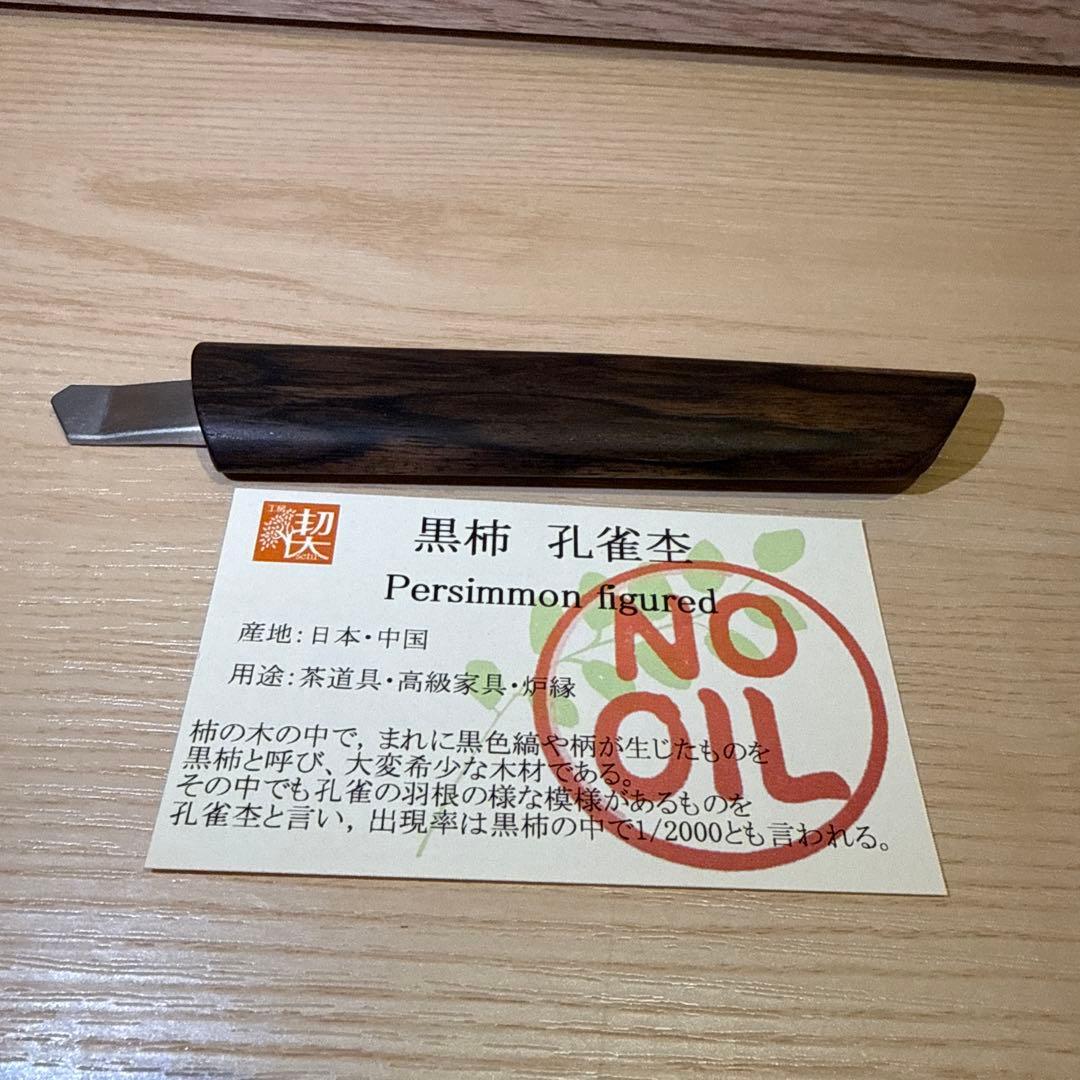 工房
契
schi
黒柿 孔雀杢
Persimmon figured
産地:日本・中国
用途:茶道具・高級家具・炉縁
柿の木の中で, まれに黒色縞や柄が生じたものを
黒柿と呼び、大変希少な木材である。
その中でも孔雀の羽根の様な模様があるものを
孔雀杢と言い, 出現率は黒柿の中で1/2000とも言われる。
NO
OIL